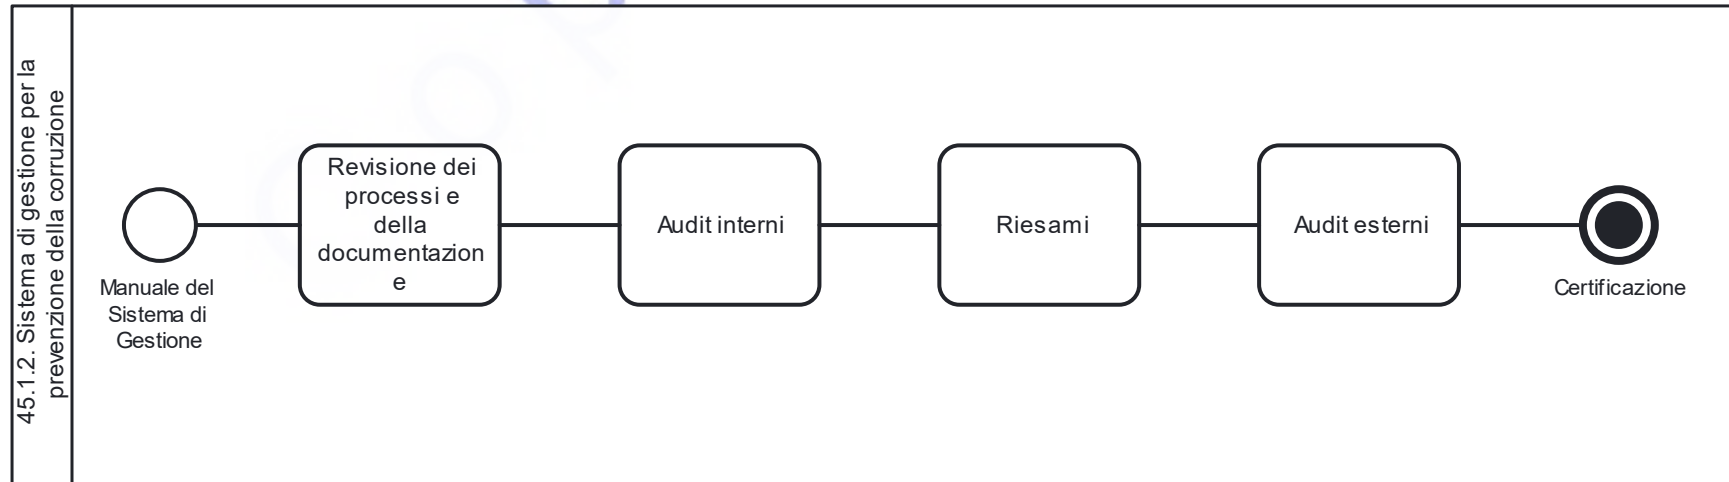 45.1.2. Sistema di gestione per la
prevenzione della corruzione
Manuale del
Sistema di
Gestione
Revisione dei
processi e
della
documentazion
e
Audit interni
Riesami
Audit esterni
Certificazione